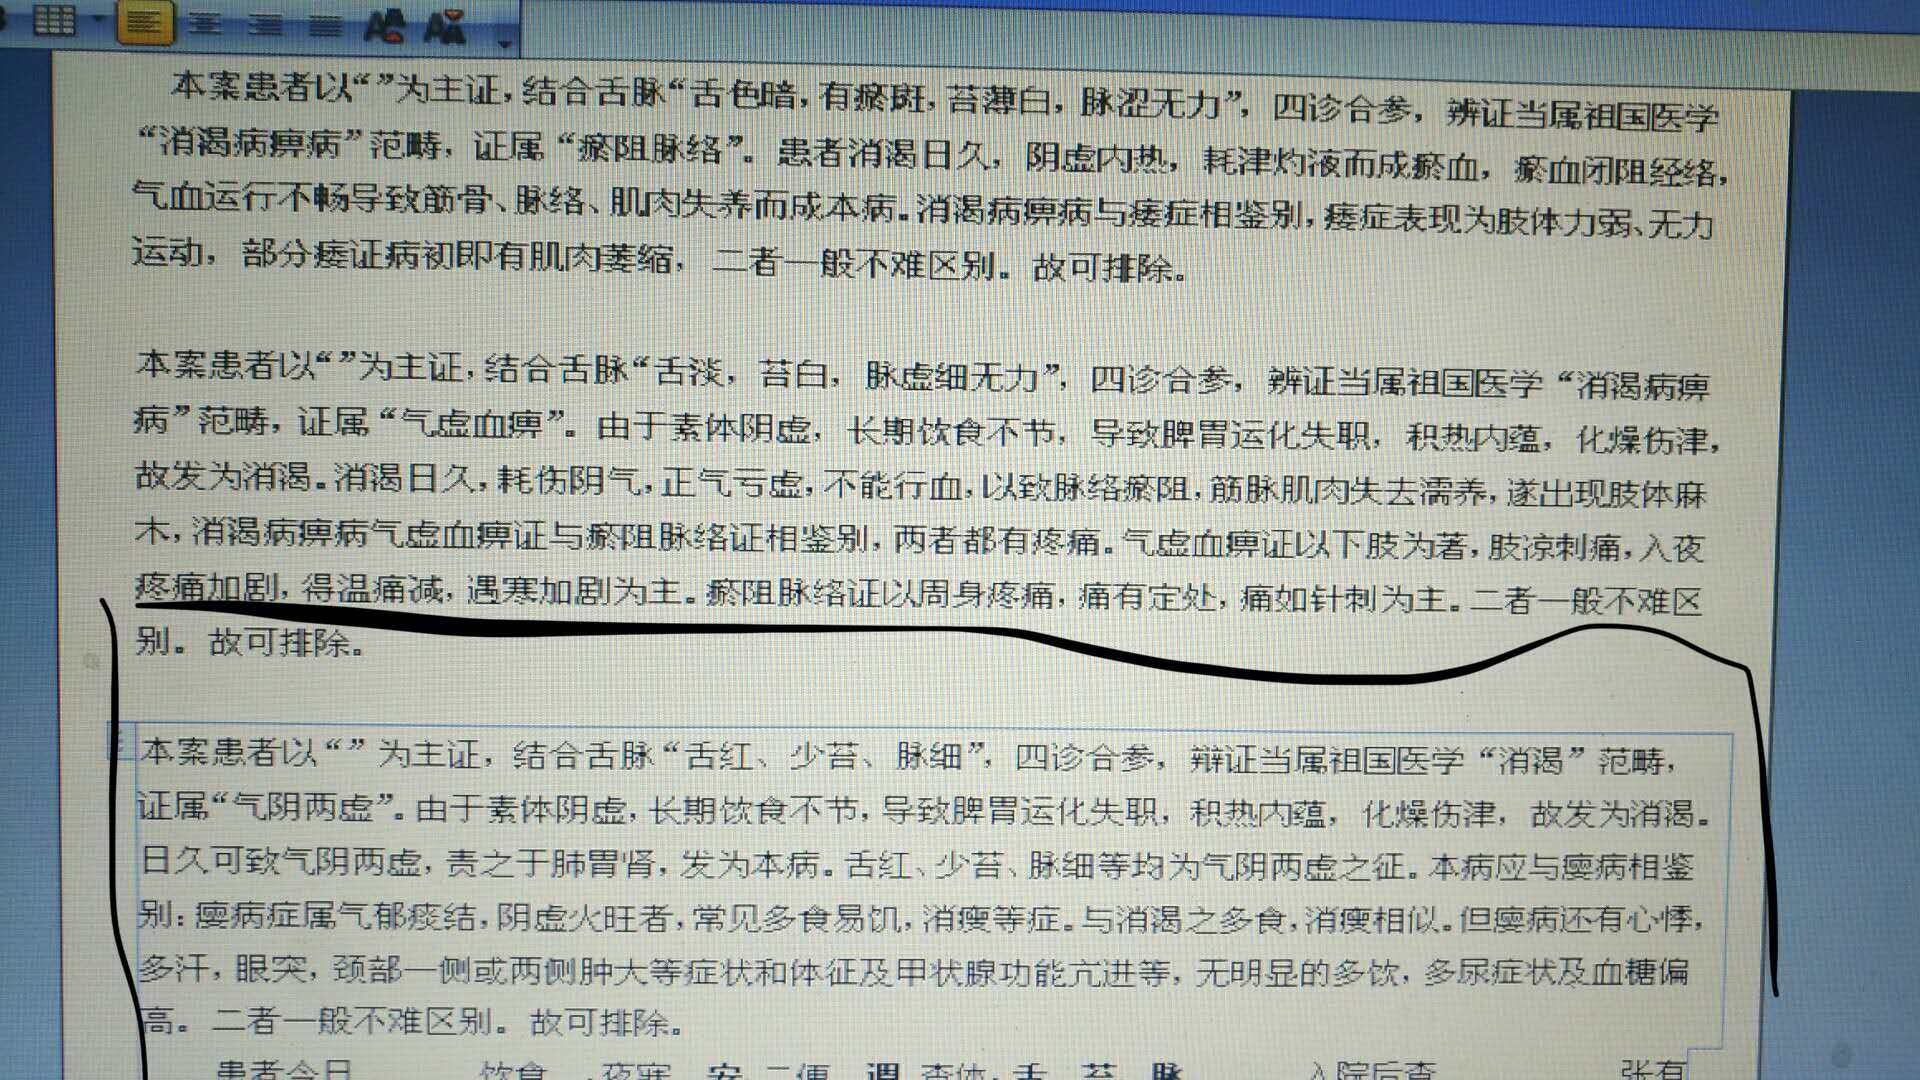 本案患者以“”为主证，结合舌脉“舌色暗，有瘀斑，苔薄白，脉涩无力”，四诊合参，辨证当属祖国医学
“消渴病痹病”范畴，证属“瘀阻脉络”。患者消渴日久，阴虚内热，耗津灼液而成瘀血，瘀血闭阻经络，
气血运行不畅导致筋骨、脉络、肌肉失养而成本病。消渴病痹病与痿症相鉴别，痿症表现为肢体力弱、无力
运动，部分痿证病初即有肌肉萎缩，二者一般不难区别。故可排除。
本案患者以“”为主证，结合舌脉“舌淡，苔白，脉虚细无力”，四诊合参，辨证当属祖国医学“消渴病痹
病”范畴，证属“气虚血痹”。由于素体阴虚，长期饮食不节，导致脾胃运化失职，积热内蕴，化燥伤津，
故发为消渴。消渴日久，耗伤阴气，正气亏虚，不能行血，以致脉络瘀阻，筋脉肌肉失去濡养，遂出现肢体麻
木，消渴病痹病气虚血痹证与瘀阻脉络证相鉴别，两者都有疼痛。气虚血痹证以下肢为著，肢凉刺痛，入夜
疼痛加剧，得温痛减，遇寒加剧为主。瘀阻脉络证以周身疼痛，痛有定处，痛如针刺为主。二者一般不难区
别。故可排除。
本案患者以“”为主证，结合舌脉“舌红、少苔、脉细”，四诊合参，辩证当属祖国医学“消渴”范畴，
证属“气阴两虚”。由于素体阴虚，长期饮食不节，导致脾胃运化失职，积热内蕴，化燥伤津，故发为消渴。
日久可致气阴两虚，责之于肺胃肾，发为本病。舌红、少苔、脉细等均为气阴两虚之征。本病应与瘿病相鉴
别：瘿病症属气郁痰结，阴虚火旺者，常见多食易饥，消瘦等症。与消渴之多食，消瘦相似。但瘿病还有心悸，
多汗，眼突，颈部一侧或两侧肿大等症状和体征及甲状腺功能亢进等，无明显的多饮，多尿症状及血糖偏
高。二者一般不难区别。故可排除。
患者今日 饮食 、夜寐 安 二便 调 查体：舌 苔 脉 入院后查 张有